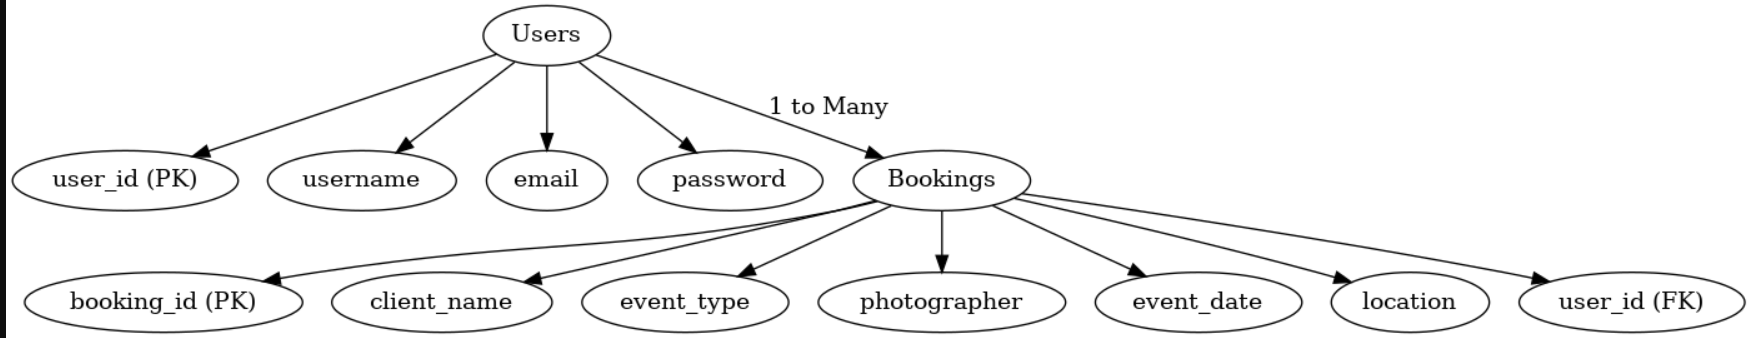 Users
1 to Many
user_id (PK)
username
email
password
Bookings
booking_id (PK)
client_name
event_type
photographer
event_date
location
user_id (FK)